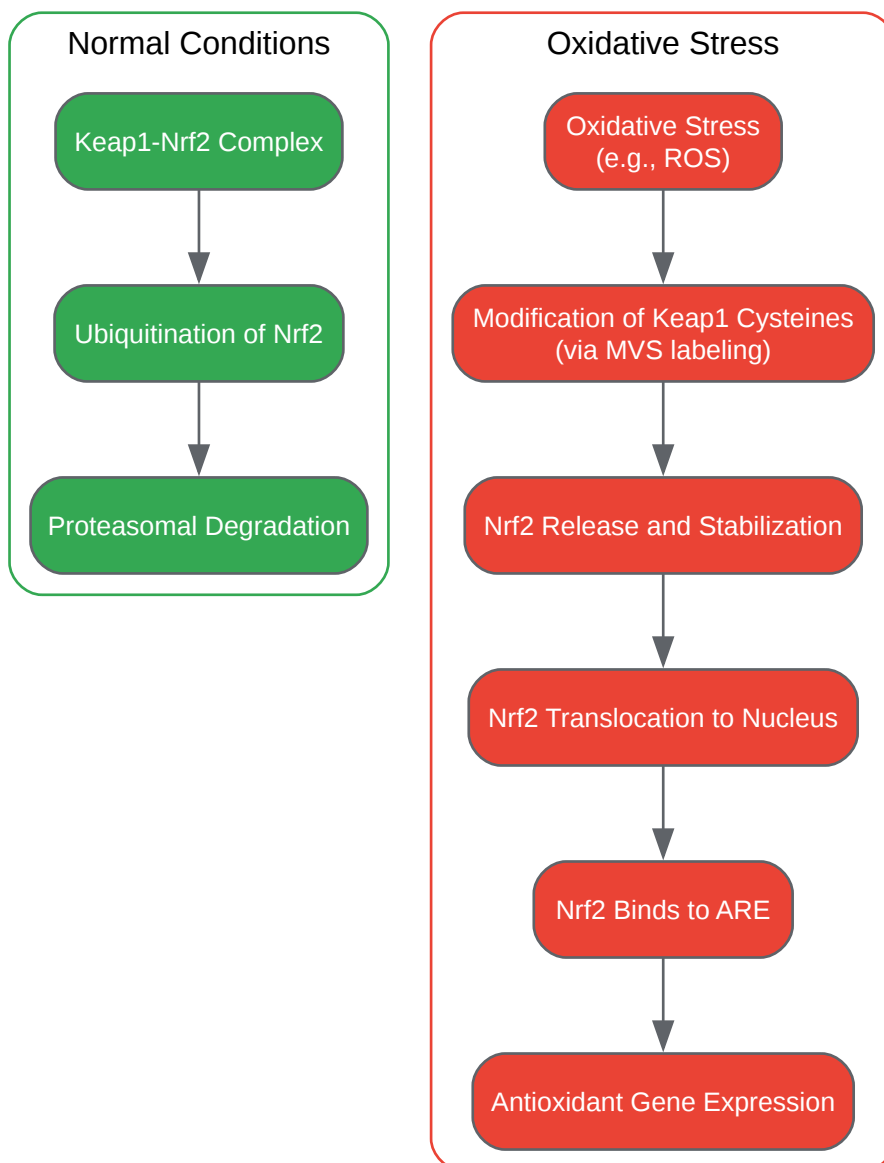 Normal Conditions
Keap1-Nrf2 Complex
Ubiquitination of Nrf2
Proteasomal Degradation
Oxidative Stress
Oxidative Stress
(e.g., ROS)
Modification of Keap1 Cysteines
(via MVS labeling)
Nrf2 Release and Stabilization
Nrf2 Translocation to Nucleus
Nrf2 Binds to ARE
Antioxidant Gene Expression